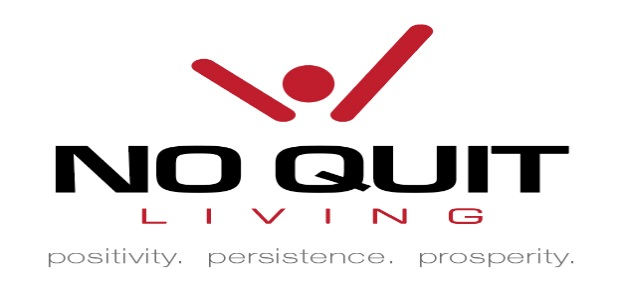 NO QUIT
LIVING
positivity. persistence. prosperity.